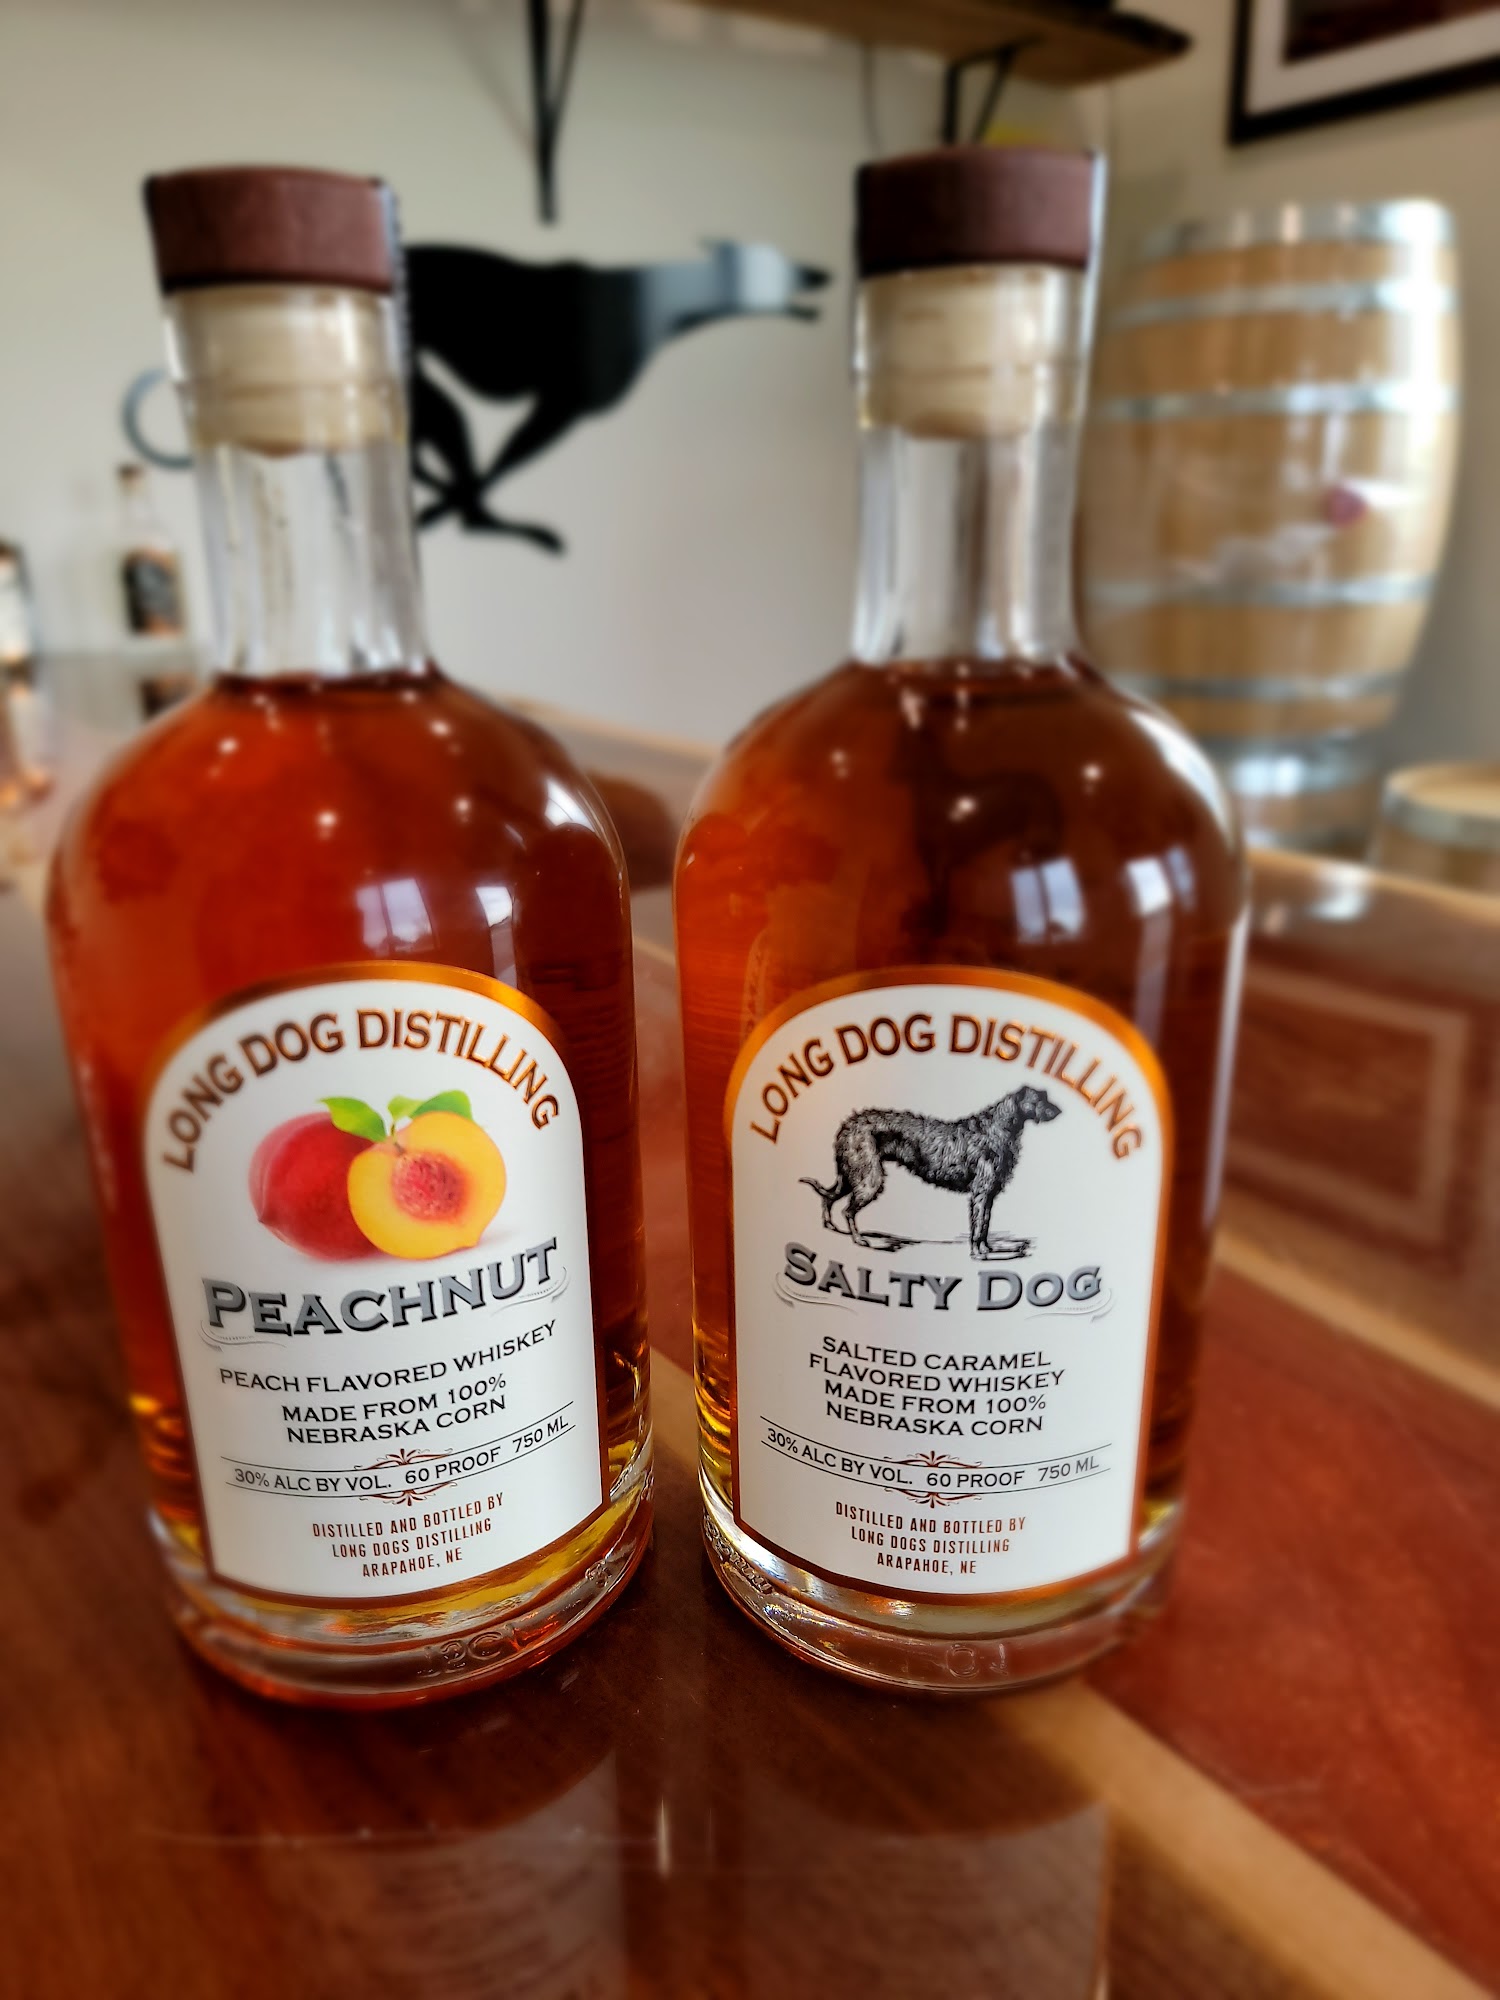 LONG DOG DISTILLING
PEACHNUT
PEACH FLAVORED WHISKEY
MADE FROM 100%
NEBRASKA CORN
30% ALC BY VOL. 60 PROOF 750 ML
DISTILLED AND BOTTLED BY
LONG DOGS DISTILLING
ARAPAHOE, NE
LONG DOG DISTILLING
SALTY DOG
SALTED CARAMEL
FLAVORED WHISKEY
MADE FROM 100%
NEBRASKA CORN
30% ALC BY VOL. 60 PROOF 750 ML
DISTILLED AND BOTTLED BY
LONG DOGS DISTILLING
ARAPAHOE, NE